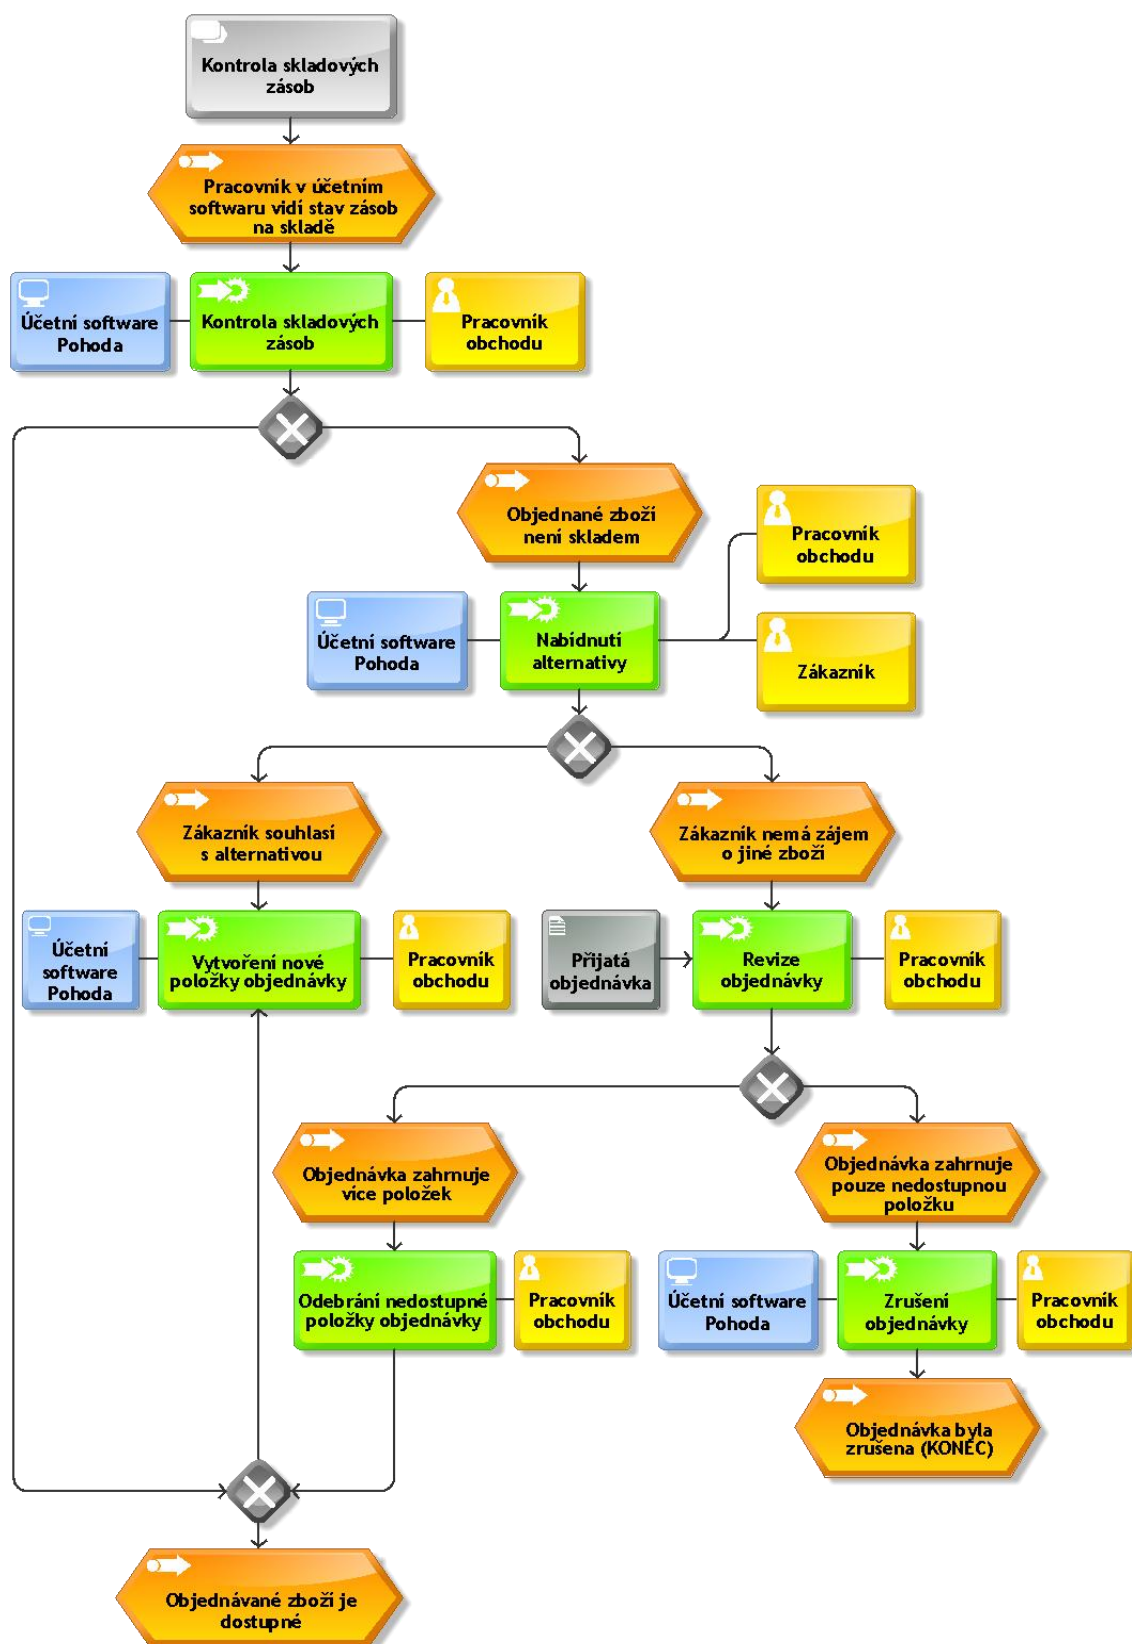 Kontrola skladových
zásob
Pracovník v účetním
softwaru vidí stav zásob
na skladě
Účetní software
Pohoda
Kontrola skladových
zásob
Pracovník
obchodu
Objednané zboží
není skladem
Pracovník
obchodu
Účetní software
Pohoda
Nabídnutí
alternativy
Zákazník
Zákazník souhlasí
s alternativou
Zákazník nemá zájem
o jiné zboží
Účetní
software
Pohoda
Vytvoření nové
položky objednávky
Pracovník
obchodu
Přijatá
objednávka
Revize
objednávky
Pracovník
obchodu
Objednávka zahrnuje
více položek
Objednávka zahrnuje
pouze nedostupnou
položku
Odebrání nedostupné
položky objednávky
Pracovník
obchodu
Účetní software
Pohoda
Zrušení
objednávky
Pracovník
obchodu
Objednávka byla
zrušena (KONEC)
Objednávané zboží je
dostupné